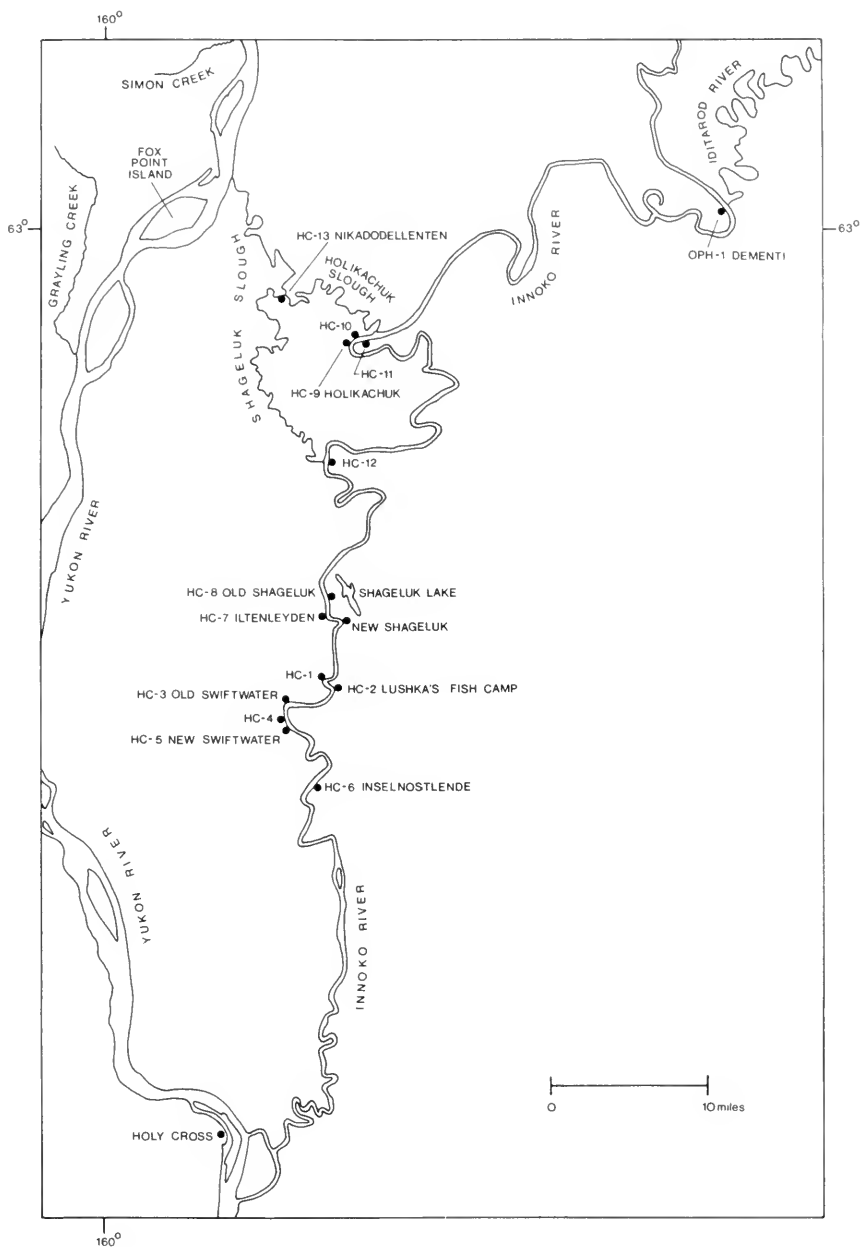 160°
SIMON CREEK
FOX
POINT
ISLAND
GRAYLING CREEK
63°
IDITAROD RIVER
63°
OPH-1 DEMENTI
INNOKO RIVER
HC-13 NIKADODELLENTEN
HOLIKACHUK
SLOUGH
SHAGELUK SLOUGH
HC-10
HC-11
HC-9 HOLIKACHUK
HC-12
YUKON RIVER
HC-8 OLD SHAGELUK
SHAGELUK LAKE
HC-7 ILTENLEYDEN
NEW SHAGELUK
HC-1
HC-2 LUSHKA'S FISH CAMP
HC-3 OLD SWIFTWATER
HC-4
HC-5 NEW SWIFTWATER
HC-6 INSELNOSTLENDE
YUKON RIVER
INNOKO RIVER
HOLY CROSS
0 10 miles
160°